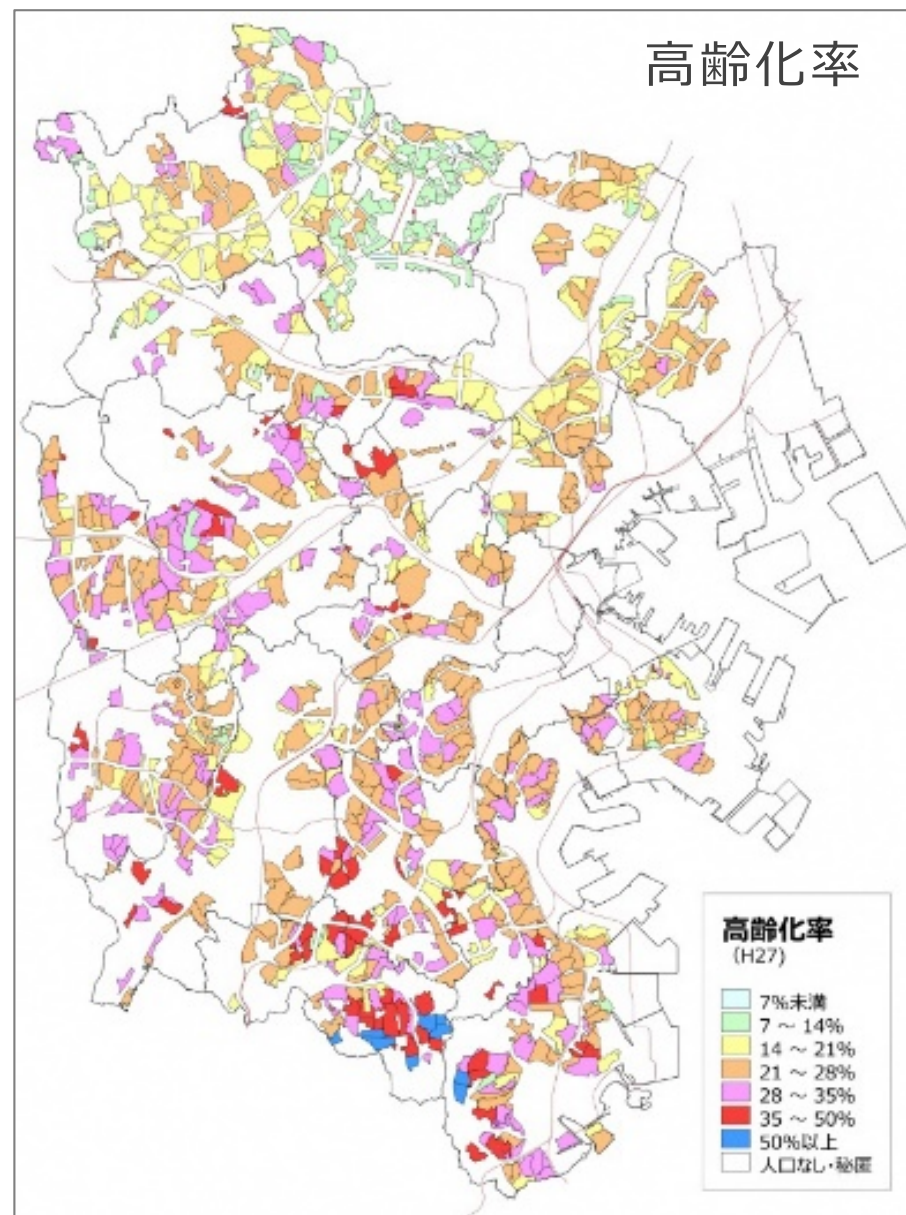 高齢化率
高齢化率
(H27)
7%未満
7 ～ 14%
14 ～ 21%
21 ～ 28%
28 ～ 35%
35 ～ 50%
50%以上
人口なし・秘匿